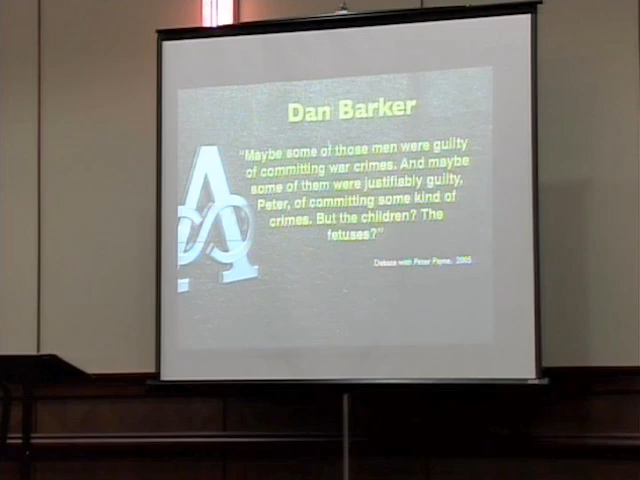 Dan Barker
"Maybe some of those men were guilty
of committing war crimes. And maybe
some of them were justifiably guilty,
Peter, of committing some kind of
crimes. But the children? The
fetuses?"
Debate with Peter Payne, 2005